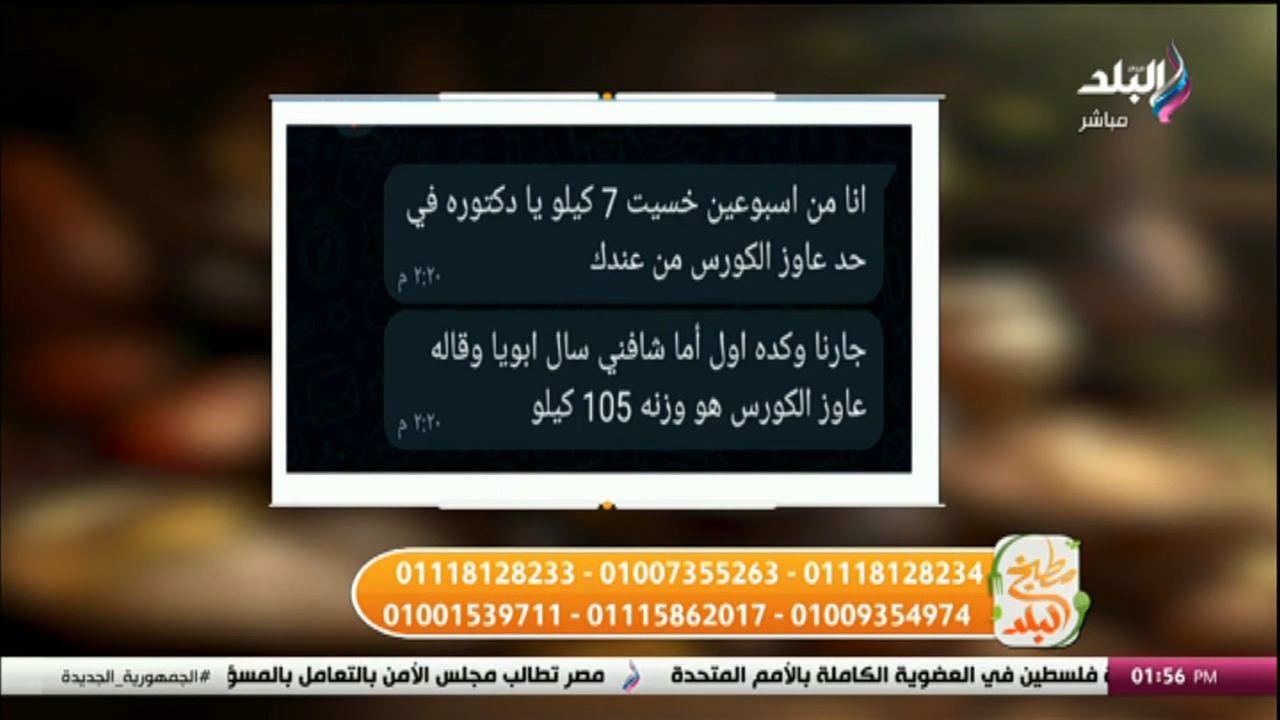 البلد
مباشر
انا من اسبوعين خسيت 7 كيلو يا دكتوره في
حد عاوز الكورس من عندك
٢:٢٠ م
جارنا وكده اول أما شافني سال ابويا وقاله
عاوز الكورس هو وزنه 105 كيلو
٢:٢٠ م
01118128233 - 01007355263 - 01118128234
01001539711 - 01115862017 - 01009354974
مطبخ
البلد
01:56 PM
ة فلسطين في العضوية الكاملة بالأمم المتحدة
مصر تطالب مجلس الأمن بالتعامل بالمسؤ
#الجمهورية_الجديدة